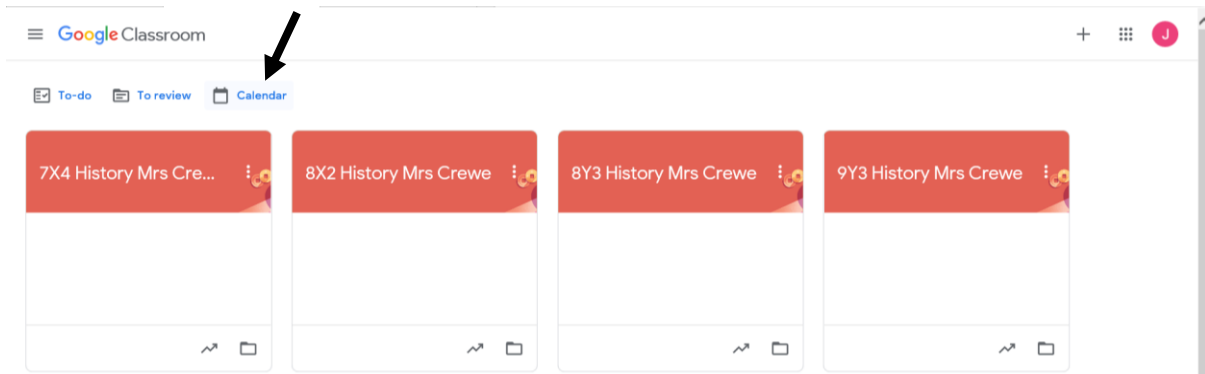 Google Classroom
J
To-do To review Calendar
7X4 History Mrs Cre...
8X2 History Mrs Crewe
8Y3 History Mrs Crewe
9Y3 History Mrs Crewe